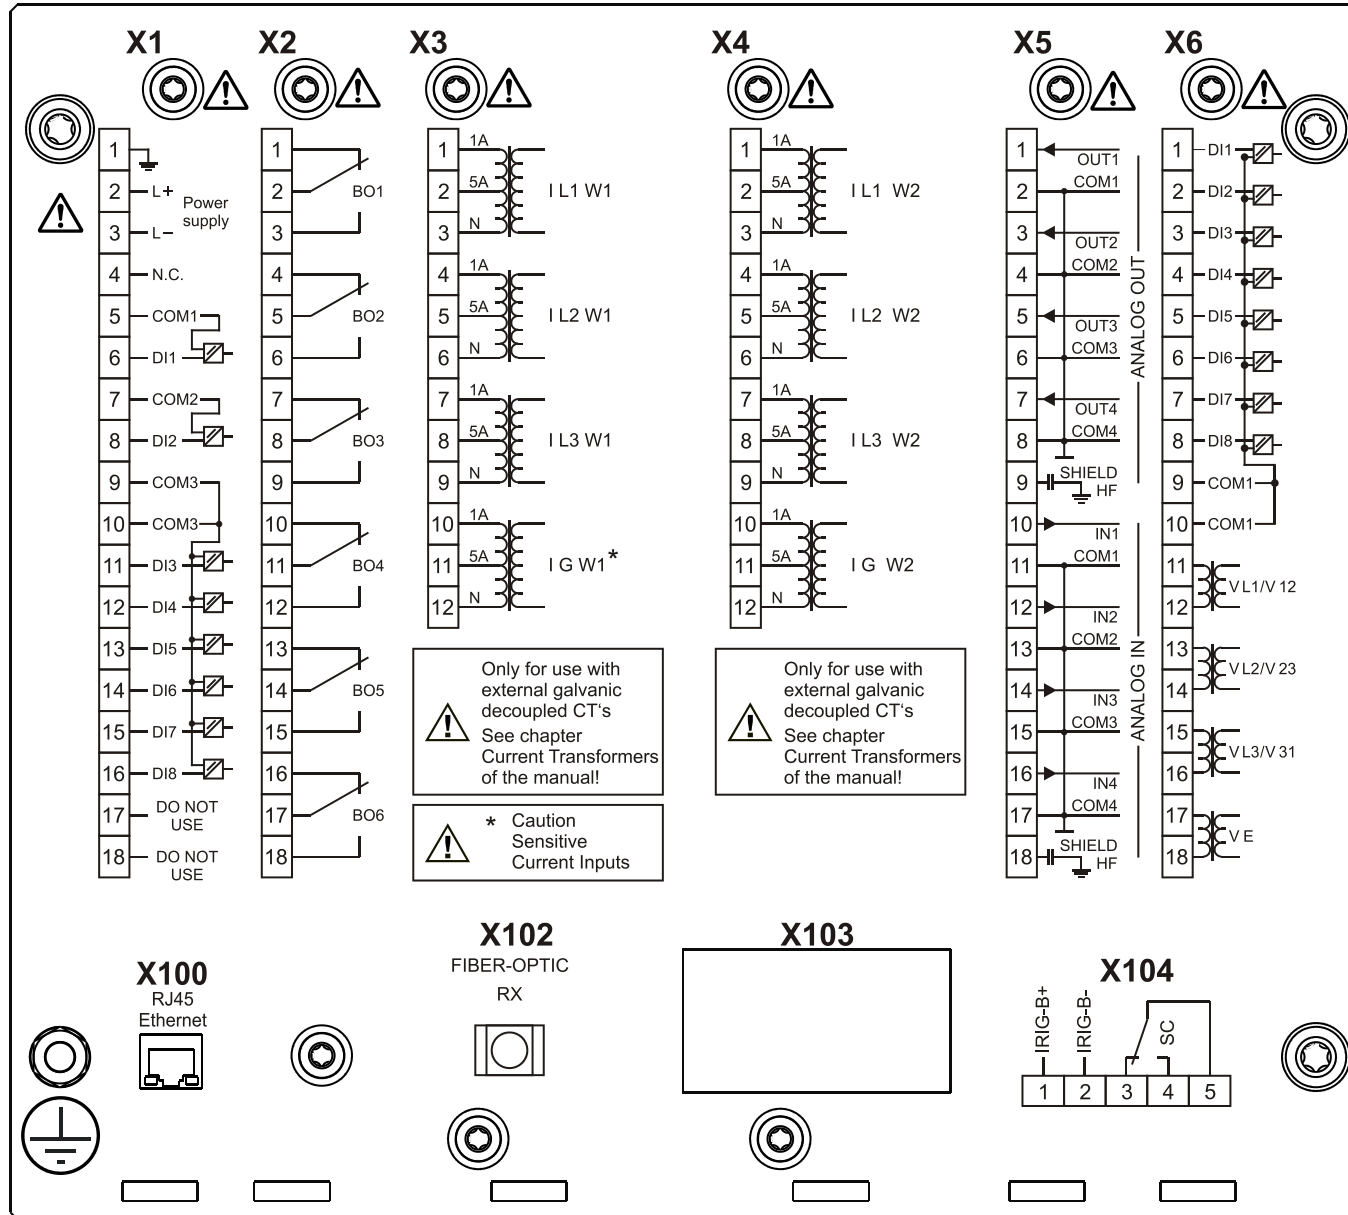 X1
X2
X3
X4
X5
X6
1
2 L+
Power
supply
3 L-
4 N.C.
5 COM1
6 DI1
7 COM2
8 DI2
9 COM3
10 COM3
11 DI3
12 DI4
13 DI5
14 DI6
15 DI7
16 DI8
17 DO NOT
USE
18 DO NOT
USE
1
2 BO1
3
4
5 BO2
6
7
8 BO3
9
10
11 BO4
12
13
14 BO5
15
16
17 BO6
18
1 1A
2 5A I L1 W1
3 N
4 1A
5 5A I L2 W1
6 N
7 1A
8 5A I L3 W1
9 N
10 1A
11 5A I G W1*
12 N
Only for use with
external galvanic
decoupled CT's
See chapter
Current Transformers
of the manual!
* Caution
Sensitive
Current Inputs
1 1A
2 5A I L1 W2
3 N
4 1A
5 5A I L2 W2
6 N
7 1A
8 5A I L3 W2
9 N
10 1A
11 5A I G W2
12 N
Only for use with
external galvanic
decoupled CT's
See chapter
Current Transformers
of the manual!
1 OUT1
2 COM1
3 OUT2
4 COM2
5 OUT3
6 COM3
7 OUT4
8 COM4
9 SHIELD
HF
ANALOG OUT
10 IN1
11 COM1
12 IN2
13 COM2
14 IN3
15 COM3
16 IN4
17 COM4
18 SHIELD
HF
ANALOG IN
1 DI1
2 DI2
3 DI3
4 DI4
5 DI5
6 DI6
7 DI7
8 DI8
9 COM1
10 COM1
11
12 V L1/V 12
13
14 V L2/V 23
15
16 V L3/V 31
17
18 V E
X100
RJ45
Ethernet
X102
FIBER-OPTIC
RX
X103
X104
IRIG-B+
IRIG-B-
SC
1 2 3 4 5